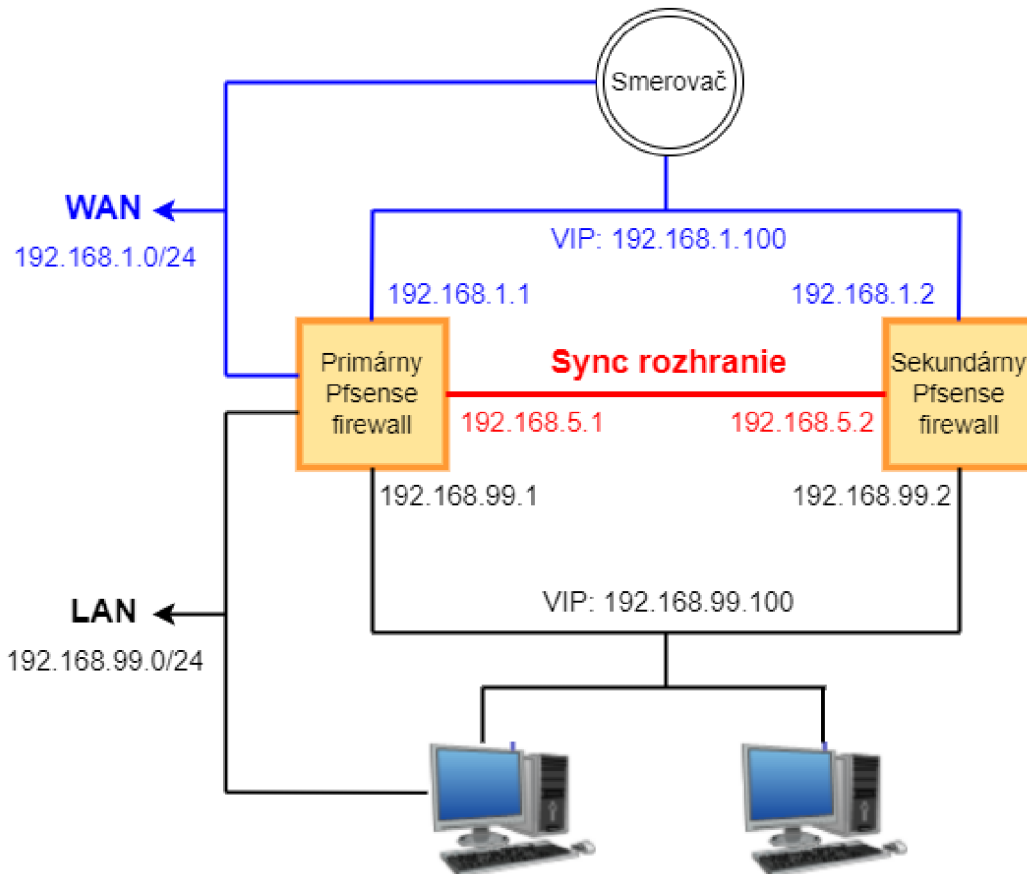 Smerovač
WAN
192.168.1.0/24
VIP: 192.168.1.100
192.168.1.1
192.168.1.2
Primárny
Pfsense
firewall
Sync rozhranie
Sekundárny
Pfsense
firewall
192.168.5.1
192.168.5.2
192.168.99.1
192.168.99.2
LAN
192.168.99.0/24
VIP: 192.168.99.100